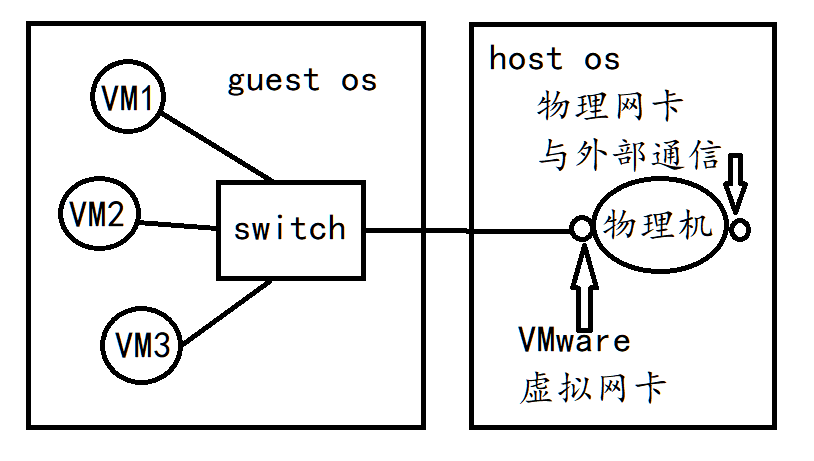 guest os
VM1
VM2
switch
VM3
host os
物理网卡
与外部通信
物理机
VMware
虚拟网卡